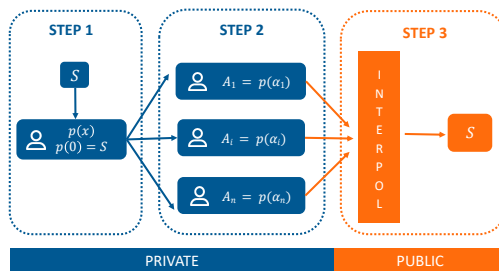 STEP 1
S
p(x)
p(0) = S
STEP 2
A₁ = p(α₁)
Aᵢ = p(αᵢ)
Aₙ = p(αₙ)
STEP 3
I
N
T
E
R
P
O
L
S
PRIVATE
PUBLIC